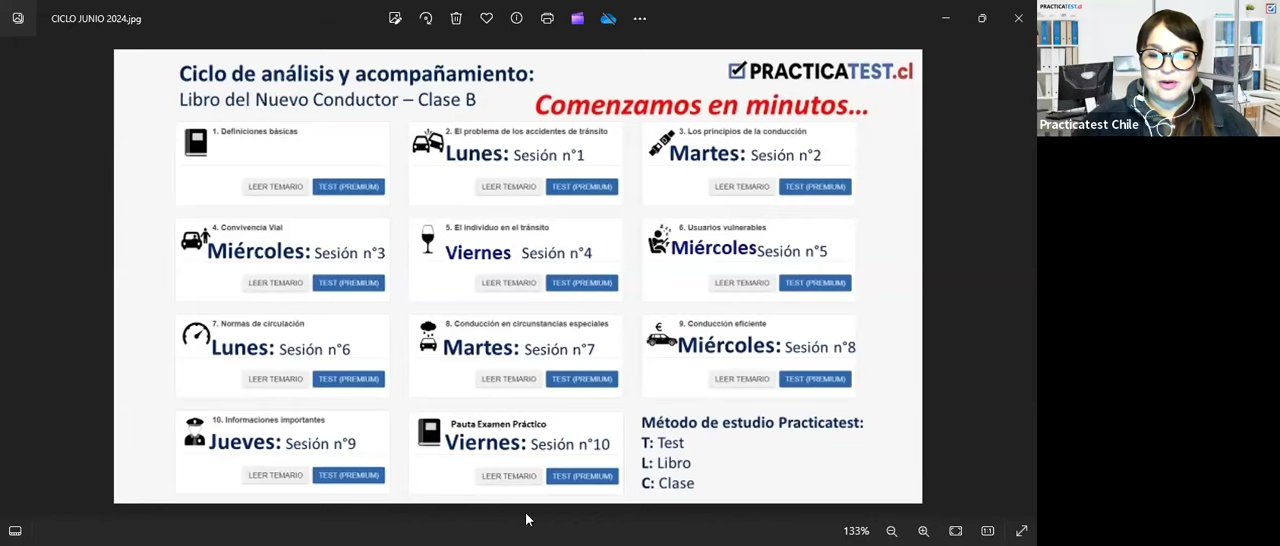 CICLO JUNIO 2024.jpg
PRACTICATEST.cl
Practicatest Chile
Ciclo de análisis y acompañamiento:
PRACTICATEST.cl
Libro del Nuevo Conductor – Clase B
Comenzamos en minutos...
1. Definiciones básicas
LEER TEMARIO TEST (PREMIUM)
2. El problema de los accidentes de tránsito
Lunes: Sesión n°1
LEER TEMARIO TEST (PREMIUM)
3. Los principios de la conducción
Martes: Sesión n°2
LEER TEMARIO TEST (PREMIUM)
4. Convivencia Vial
Miércoles: Sesión n°3
LEER TEMARIO TEST (PREMIUM)
5. El individuo en el tránsito
Viernes Sesión n°4
LEER TEMARIO TEST (PREMIUM)
6. Usuarios vulnerables
Miércoles Sesión n°5
LEER TEMARIO TEST (PREMIUM)
7. Normas de circulación
Lunes: Sesión n°6
LEER TEMARIO TEST (PREMIUM)
8. Conducción en circunstancias especiales
Martes: Sesión n°7
LEER TEMARIO TEST (PREMIUM)
9. Conducción eficiente
€
Miércoles: Sesión n°8
LEER TEMARIO TEST (PREMIUM)
10. Informaciones importantes
Jueves: Sesión n°9
LEER TEMARIO TEST (PREMIUM)
Pauta Examen Práctico
Viernes: Sesión n°10
LEER TEMARIO TEST (PREMIUM)
Método de estudio Practicatest:
T: Test
L: Libro
C: Clase
133%
1:1